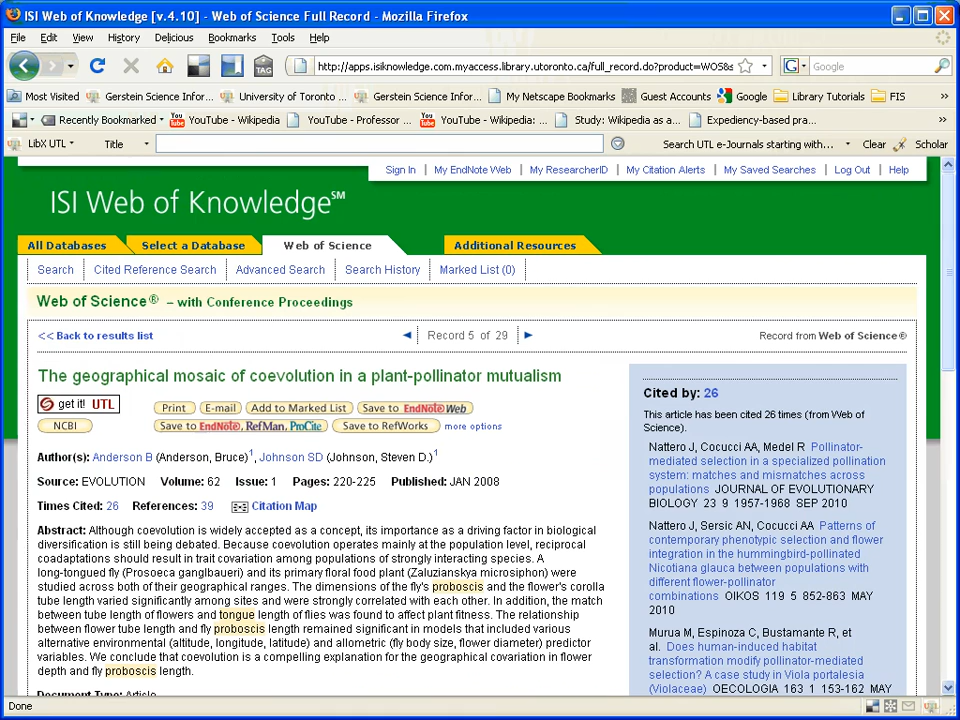 ISI Web of Knowledge [v.4.10] - Web of Science Full Record - Mozilla Firefox
File Edit View History Delicious Bookmarks Tools Help
TAG http://apps.isiknowledge.com.myaccess.library.utoronto.ca/full_record.do?product=WOS&s G Google
Most Visited Gerstein Science Infor... University of Toronto ... Gerstein Science Infor... My Netscape Bookmarks Guest Accounts Google Library Tutorials FIS »
Recently Bookmarked YouTube - Wikipedia YouTube - Professor ... YouTube - Wikipedia: ... Study: Wikipedia as a... Expediency-based pra... »
LibX UTL Title Search UTL e-Journals starting with... Clear Scholar
Sign In My EndNote Web My ResearcherID My Citation Alerts My Saved Searches Log Out Help
ISI Web of Knowledge℠
All Databases Select a Database Web of Science Additional Resources
Search Cited Reference Search Advanced Search Search History Marked List (0)
Web of Science® – with Conference Proceedings
<< Back to results list Record 5 of 29 Record from Web of Science®
The geographical mosaic of coevolution in a plant-pollinator mutualism
get it! UTL Print E-mail Add to Marked List Save to EndNote Web
NCBI Save to EndNote, RefMan, ProCite Save to RefWorks more options
Author(s): Anderson B (Anderson, Bruce)1, Johnson SD (Johnson, Steven D.)1
Source: EVOLUTION Volume: 62 Issue: 1 Pages: 220-225 Published: JAN 2008
Times Cited: 26 References: 39 Citation Map
Abstract: Although coevolution is widely accepted as a concept, its importance as a driving factor in biological
diversification is still being debated. Because coevolution operates mainly at the population level, reciprocal
coadaptations should result in trait covariation among populations of strongly interacting species. A
long-tongued fly (Prosoeca ganglbaueri) and its primary floral food plant (Zaluzianskya microsiphon) were
studied across both of their geographical ranges. The dimensions of the fly's proboscis and the flower's corolla
tube length varied significantly among sites and were strongly correlated with each other. In addition, the match
between tube length of flowers and tongue length of flies was found to affect plant fitness. The relationship
between flower tube length and fly proboscis length remained significant in models that included various
alternative environmental (altitude, longitude, latitude) and allometric (fly body size, flower diameter) predictor
variables. We conclude that coevolution is a compelling explanation for the geographical covariation in flower
depth and fly proboscis length.
Document Type: Article
Cited by: 26
This article has been cited 26 times (from Web of
Science).
Nattero J, Cocucci AA, Medel R Pollinator-
mediated selection in a specialized pollination
system: matches and mismatches across
populations JOURNAL OF EVOLUTIONARY
BIOLOGY 23 9 1957-1968 SEP 2010
Nattero J, Sersic AN, Cocucci AA Patterns of
contemporary phenotypic selection and flower
integration in the hummingbird-pollinated
Nicotiana glauca between populations with
different flower-pollinator
combinations OIKOS 119 5 852-863 MAY
2010
Murua M, Espinoza C, Bustamante R, et
al. Does human-induced habitat
transformation modify pollinator-mediated
selection? A case study in Viola portalesia
(Violaceae) OECOLOGIA 163 1 153-162 MAY
Done